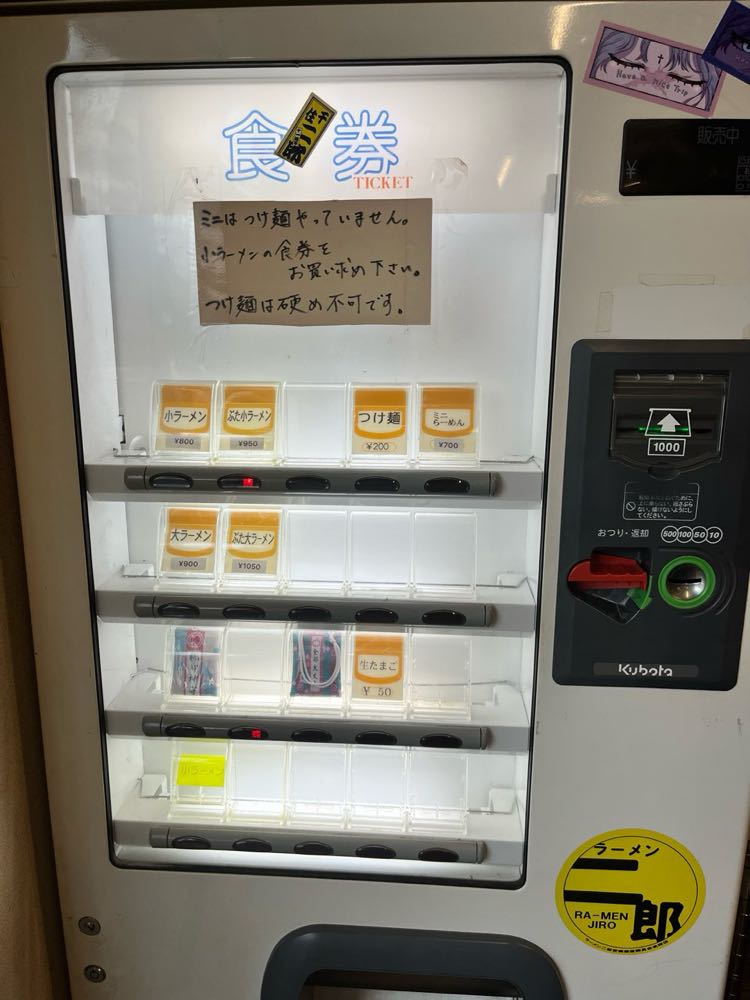 Have a Nice Trip
販売中
¥
食券
TICKET
ミニはつけ麺やっていません。
小ラーメンの食券を
お買い求め下さい。
つけ麺は硬め不可です。
小ラーメン
¥800
ぶた小ラーメン
¥950
つけ麺
¥200
ミニ
らーめん
¥700
大ラーメン
¥900
ぶた大ラーメン
¥1050
生たまご
¥ 50
小ラーメン
1000
おつり・返却
500 100 50 10
Kubota
ラーメン
二郎
RA-MEN
JIRO